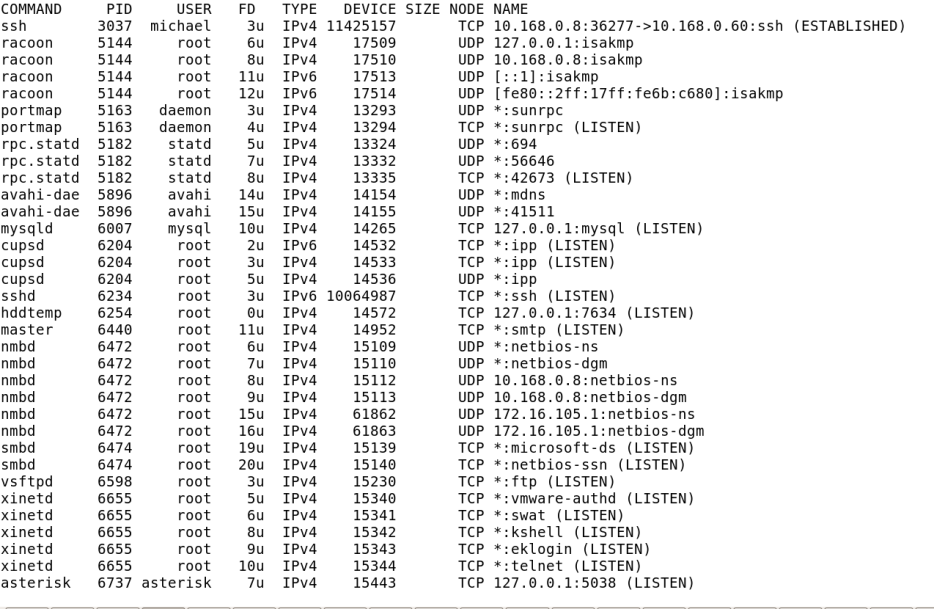 COMMAND PID USER FD TYPE DEVICE SIZE NODE NAME
ssh 3037 michael 3u IPv4 11425157 TCP 10.168.0.8:36277->10.168.0.60:ssh (ESTABLISHED)
racoon 5144 root 6u IPv4 17509 UDP 127.0.0.1:isakmp
racoon 5144 root 8u IPv4 17510 UDP 10.168.0.8:isakmp
racoon 5144 root 11u IPv6 17513 UDP [::1]:isakmp
racoon 5144 root 12u IPv6 17514 UDP [fe80::2ff:17ff:fe6b:c680]:isakmp
portmap 5163 daemon 3u IPv4 13293 UDP *:sunrpc
portmap 5163 daemon 4u IPv4 13294 TCP *:sunrpc (LISTEN)
rpc.statd 5182 statd 5u IPv4 13324 UDP *:694
rpc.statd 5182 statd 7u IPv4 13332 UDP *:56646
rpc.statd 5182 statd 8u IPv4 13335 TCP *:42673 (LISTEN)
avahi-dae 5896 avahi 14u IPv4 14154 UDP *:mdns
avahi-dae 5896 avahi 15u IPv4 14155 UDP *:41511
mysqld 6007 mysql 10u IPv4 14265 TCP 127.0.0.1:mysql (LISTEN)
cupsd 6204 root 2u IPv6 14532 TCP *:ipp (LISTEN)
cupsd 6204 root 3u IPv4 14533 TCP *:ipp (LISTEN)
cupsd 6204 root 5u IPv4 14536 UDP *:ipp
sshd 6234 root 3u IPv6 10064987 TCP *:ssh (LISTEN)
hddtemp 6254 root 0u IPv4 14572 TCP 127.0.0.1:7634 (LISTEN)
master 6440 root 11u IPv4 14952 TCP *:smtp (LISTEN)
nmbd 6472 root 6u IPv4 15109 UDP *:netbios-ns
nmbd 6472 root 7u IPv4 15110 UDP *:netbios-dgm
nmbd 6472 root 8u IPv4 15112 UDP 10.168.0.8:netbios-ns
nmbd 6472 root 9u IPv4 15113 UDP 10.168.0.8:netbios-dgm
nmbd 6472 root 15u IPv4 61862 UDP 172.16.105.1:netbios-ns
nmbd 6472 root 16u IPv4 61863 UDP 172.16.105.1:netbios-dgm
smbd 6474 root 19u IPv4 15139 TCP *:microsoft-ds (LISTEN)
smbd 6474 root 20u IPv4 15140 TCP *:netbios-ssn (LISTEN)
vsftpd 6598 root 3u IPv4 15230 TCP *:ftp (LISTEN)
xinetd 6655 root 5u IPv4 15340 TCP *:vmware-authd (LISTEN)
xinetd 6655 root 6u IPv4 15341 TCP *:swat (LISTEN)
xinetd 6655 root 8u IPv4 15342 TCP *:kshell (LISTEN)
xinetd 6655 root 9u IPv4 15343 TCP *:eklogin (LISTEN)
xinetd 6655 root 10u IPv4 15344 TCP *:telnet (LISTEN)
asterisk 6737 asterisk 7u IPv4 15443 TCP 127.0.0.1:5038 (LISTEN)